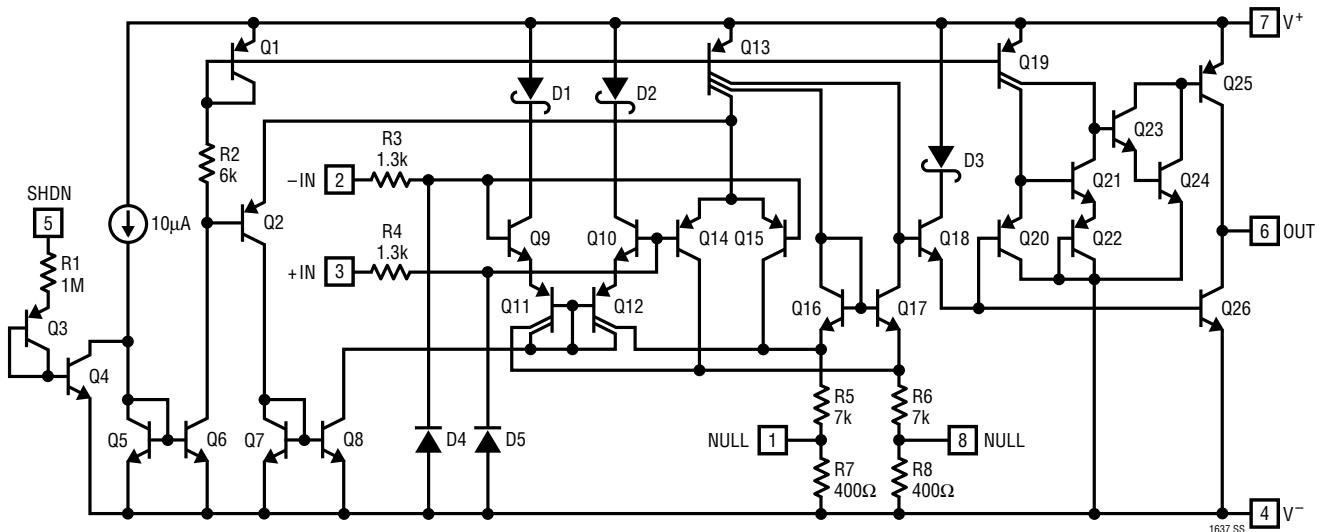 7 V+
Q1
Q13
Q19
Q25
D1
D2
Q23
R3
1.3k
D3
R2
6k
–IN 2
Q21
Q24
SHDN
5
10µA
Q2
R4
1.3k
Q9
Q10
Q14
Q15
Q18
Q20
Q22
6 OUT
+IN 3
R1
1M
Q11
Q12
Q16
Q17
Q26
Q3
Q4
R5
7k
R6
7k
Q5
Q6
Q7
Q8
D4
D5
NULL 1
8 NULL
R7
400Ω
R8
400Ω
4 V–
1637 SS